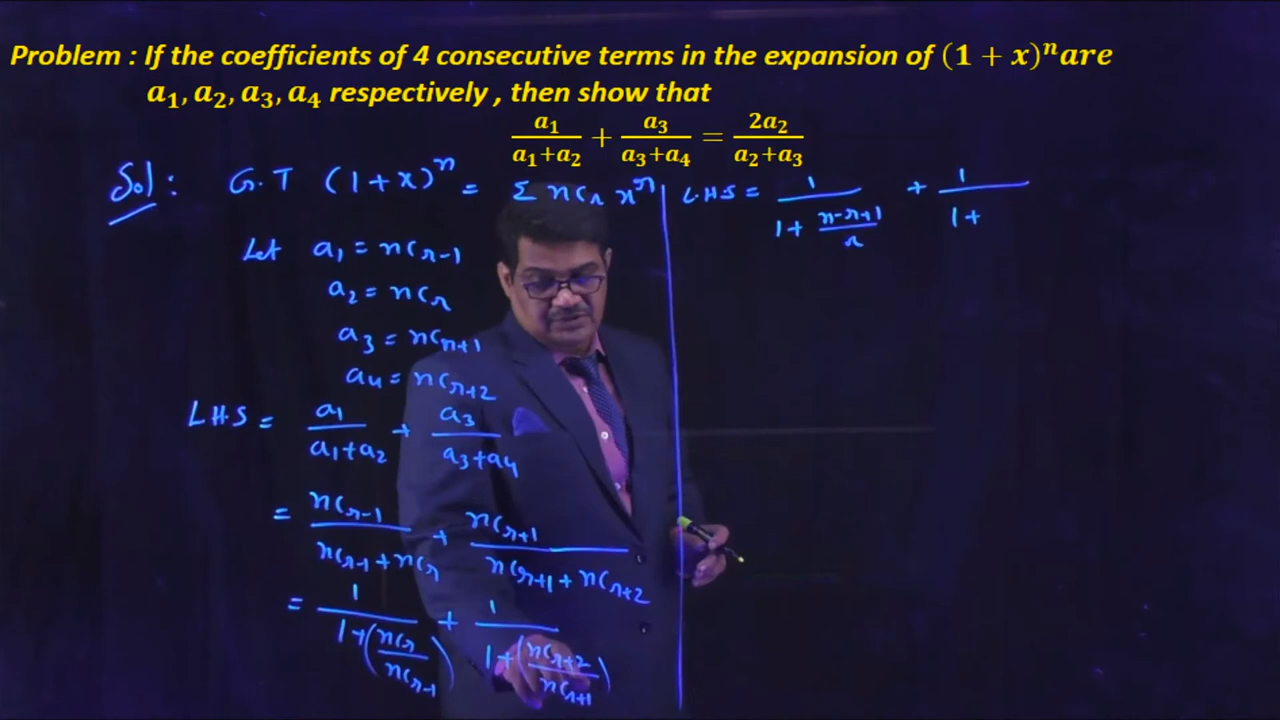 Problem : If the coefficients of 4 consecutive terms in the expansion of (1 + x)ⁿ are
a₁, a₂, a₃, a₄ respectively , then show that
a₁/(a₁+a₂) + a₃/(a₃+a₄) = 2a₂/(a₂+a₃)
Sol : G.T (1+x)ⁿ = Σ nCr xʳ
Let a₁ = nCr-1
a₂ = nCr
a₃ = nCr+1
a₄ = nCr+2
LHS = a₁/(a₁+a₂) + a₃/(a₃+a₄)
= nCr-1/(nCr-1 + nCr) + nCr+1/(nCr+1 + nCr+2)
= 1/(1+(nCr/nCr-1)) + 1/(1+(nCr+2/nCr+1))
L.H.S = 1/(1+ (n-r+1)/r) + 1/(1+